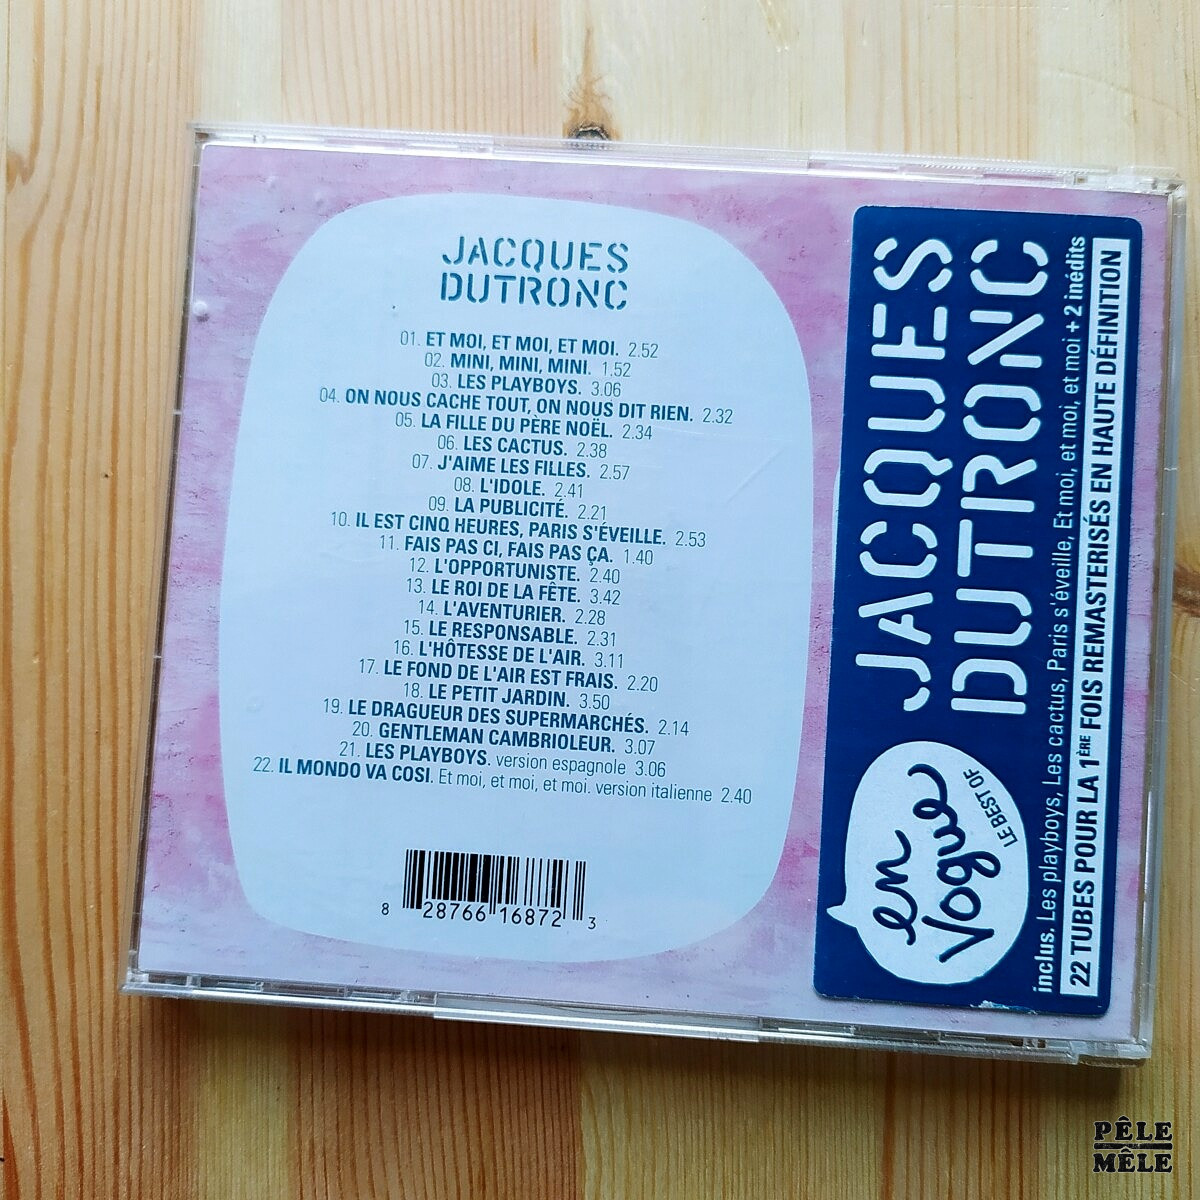 JACQUES
DUTRONC
01. ET MOI, ET MOI, ET MOI. 2.52
02. MINI, MINI, MINI. 1.52
03. LES PLAYBOYS. 3.06
04. ON NOUS CACHE TOUT, ON NOUS DIT RIEN. 2.32
05. LA FILLE DU PÈRE NOËL. 2.34
06. LES CACTUS. 2.38
07. J'AIME LES FILLES. 2.57
08. L'IDOLE. 2.41
09. LA PUBLICITÉ. 2.21
10. IL EST CINQ HEURES, PARIS S'ÉVEILLE. 2.53
11. FAIS PAS CI, FAIS PAS ÇA. 1.40
12. L'OPPORTUNISTE. 2.40
13. LE ROI DE LA FÊTE. 3.42
14. L'AVENTURIER. 2.28
15. LE RESPONSABLE. 2.31
16. L'HÔTESSE DE L'AIR. 3.11
17. LE FOND DE L'AIR EST FRAIS. 2.20
18. LE PETIT JARDIN. 3.50
19. LE DRAGUEUR DES SUPERMARCHÉS. 2.14
20. GENTLEMAN CAMBRIOLEUR. 3.07
21. LES PLAYBOYS. version espagnole 3.06
22. IL MONDO VA COSI. Et moi, et moi, et moi. version italienne 2.40
8 28766 16872 3
en
Vogue
LE BEST OF
JACQUES
DUTRONC
inclus. Les playboys, Les cactus, Paris s'éveille, Et moi, et moi, et moi + 2 inédits
22 TUBES POUR LA 1ÈRE FOIS REMASTERISÉS EN HAUTE DÉFINITION
PÊLE
MÊLE